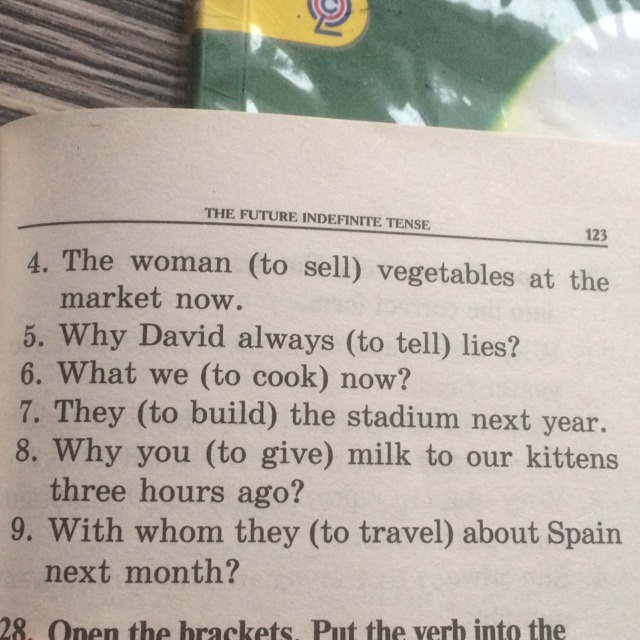 THE FUTURE INDEFINITE TENSE 123
4. The woman (to sell) vegetables at the
market now.
5. Why David always (to tell) lies?
6. What we (to cook) now?
7. They (to build) the stadium next year.
8. Why you (to give) milk to our kittens
three hours ago?
9. With whom they (to travel) about Spain
next month?
28. Open the brackets. Put the verb into the